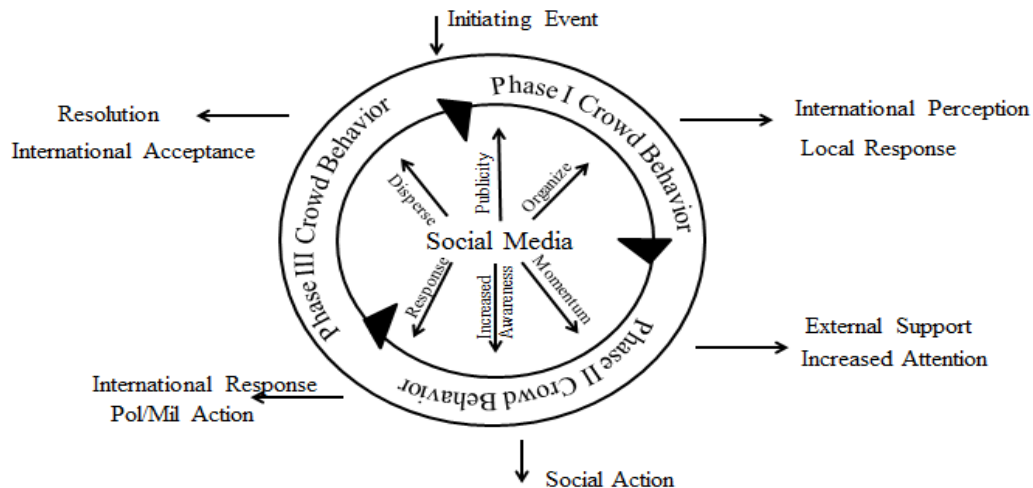 Initiating Event
Phase I Crowd Behavior
Resolution
International Acceptance
International Perception
Local Response
Phase III Crowd Behavior
Disperse
Publicity
Organize
Social Media
Response
Increased
Awareness
Momentum
Phase II Crowd Behavior
External Support
Increased Attention
International Response
Pol/Mil Action
Social Action